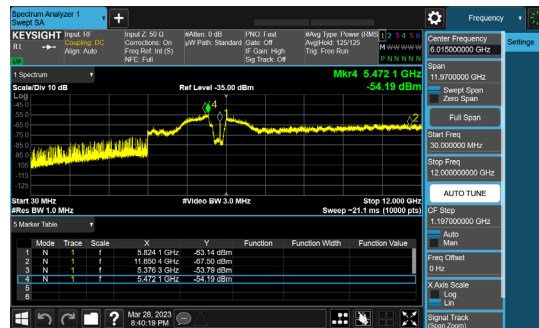 Spectrum Analyzer 1
Swept SA
+
Frequency
Settings
KEYSIGHT
Input: RF
Coupling: DC
Align: Auto
Input Z: 50 Ω
Corrections: On
Freq Ref: Int (S)
NFE: Full
#Atten: 0 dB
µW Path: Standard
PNO: Fast
Gate: Off
IF Gain: High
Sig Track: Off
#Avg Type: Power (RMS
Avg|Hold: 125/125
Trig: Free Run
1 2 3 4 5 6
M W W W W W
P N N N N N
1 Spectrum
Scale/Div 10 dB
Ref Level -35.00 dBm
Mkr4 5.472 1 GHz
-54.19 dBm
Log
-45.0
-55.0
-65.0
-75.0
-85.0
-95.0
-105
-115
-125
4
2
Start 30 MHz
#Res BW 1.0 MHz
#Video BW 3.0 MHz
Stop 12.000 GHz
Sweep ~21.1 ms (10000 pts)
5 Marker Table
Mode Trace Scale X Y Function Function Width Function Value
1 N 1 f 5.824 1 GHz -63.14 dBm
2 N 1 f 11.650 4 GHz -67.50 dBm
3 N 1 f 5.376 3 GHz -53.79 dBm
4 N 1 f 5.472 1 GHz -54.19 dBm
5
6
Center Frequency
6.015000000 GHz
Span
11.9700000 GHz
Swept Span
Zero Span
Full Span
Start Freq
30.000000 MHz
Stop Freq
12.000000000 GHz
AUTO TUNE
CF Step
1.197000000 GHz
Auto
Man
Freq Offset
0 Hz
X Axis Scale
Log
Lin
Signal Track
(Span Zoom)
?
Mar 28, 2023
8:40:19 PM